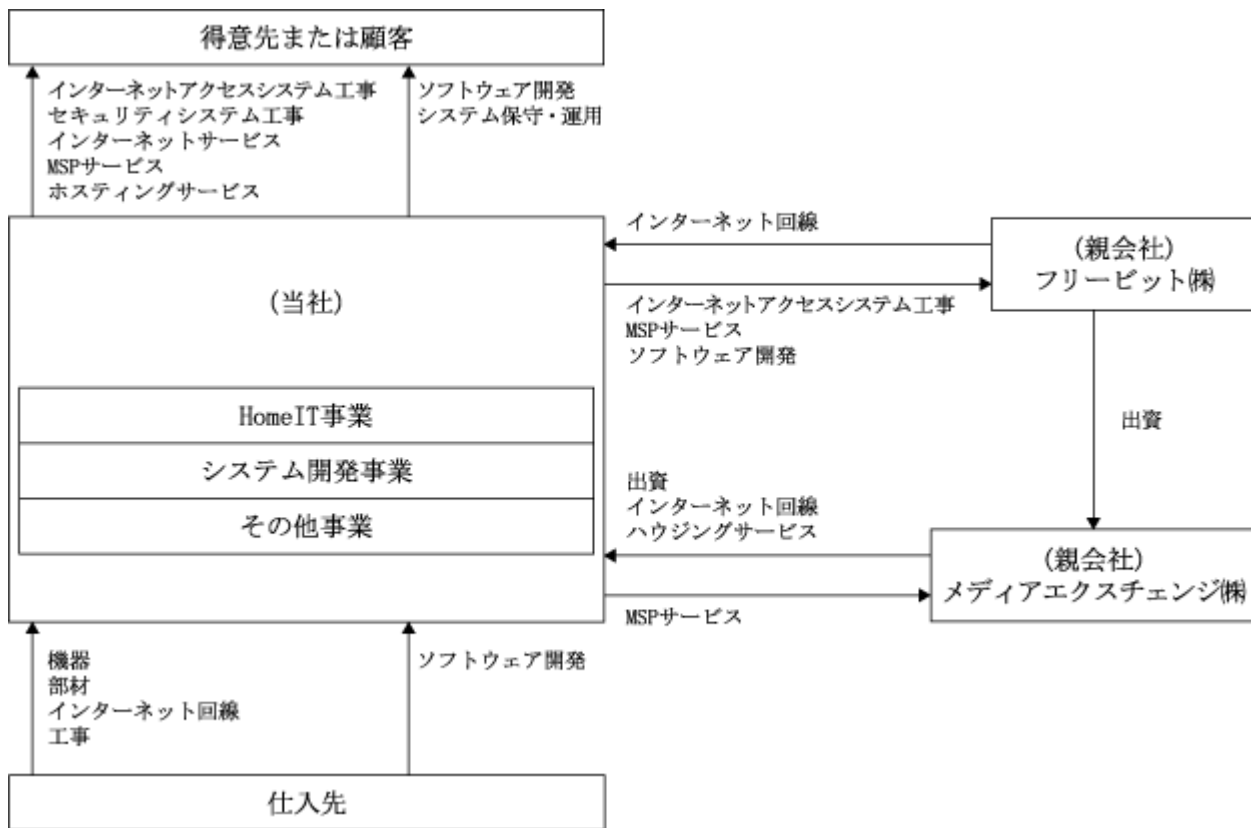 得意先または顧客
インターネットアクセスシステム工事
セキュリティシステム工事
インターネットサービス
MSPサービス
ホスティングサービス
ソフトウェア開発
システム保守・運用
(当社)
HomeIT事業
システム開発事業
その他事業
インターネット回線
インターネットアクセスシステム工事
MSPサービス
ソフトウェア開発
(親会社)
フリービット㈱
出資
出資
インターネット回線
ハウジングサービス
MSPサービス
(親会社)
メディアエクスチェンジ㈱
機器
部材
インターネット回線
工事
ソフトウェア開発
仕入先